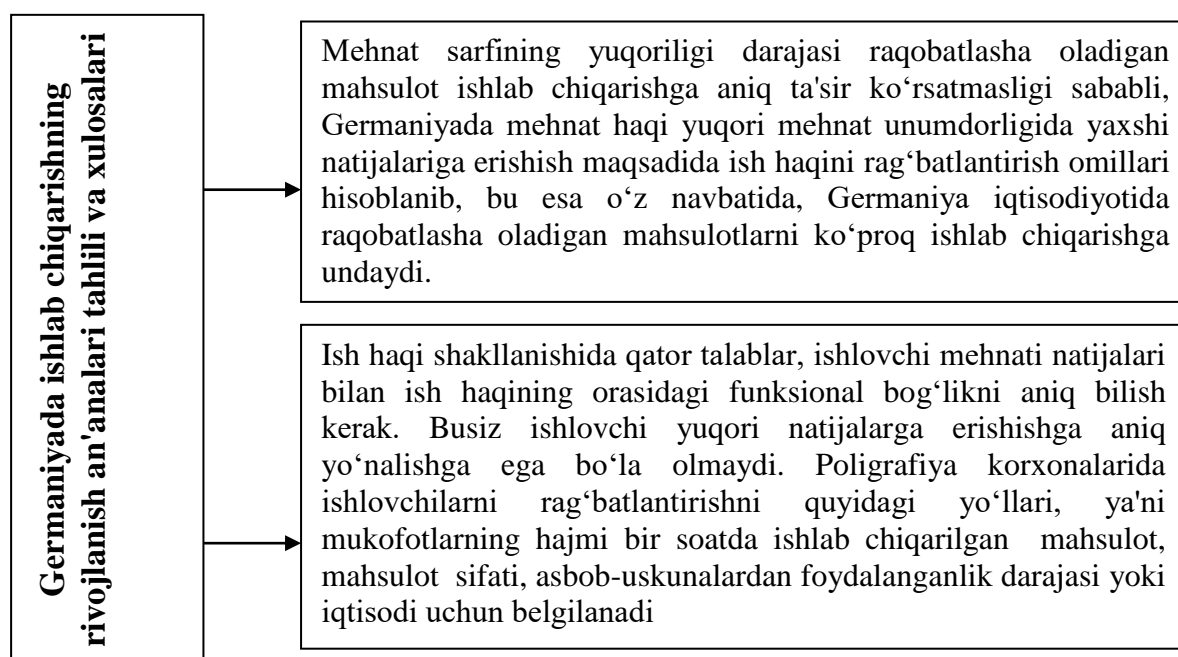 Germaniyada ishlab chiqarishning
rivojlanish an'analari tahlili va xulosalari
Mehnat sarfining yuqoriligi darajasi raqobatlasha oladigan
mahsulot ishlab chiqarishga aniq ta'sir ko‘rsatmasligi sababli,
Germaniyada mehnat haqi yuqori mehnat unumdorligida yaxshi
natijalariga erishish maqsadida ish haqini rag‘batlantirish omillari
hisoblanib, bu esa o‘z navbatida, Germaniya iqtisodiyotida
raqobatlasha oladigan mahsulotlarni ko‘proq ishlab chiqarishga
undaydi.
Ish haqi shakllanishida qator talablar, ishlovchi mehnati natijalari
bilan ish haqining orasidagi funksional bog‘likni aniq bilish
kerak. Busiz ishlovchi yuqori natijalarga erishishga aniq
yo‘nalishga ega bo‘la olmaydi. Poligrafiya korxonalarida
ishlovchilarni rag‘batlantirishni quyidagi yo‘llari, ya'ni
mukofotlarning hajmi bir soatda ishlab chiqarilgan mahsulot,
mahsulot sifati, asbob-uskunalardan foydalanganlik darajasi yoki
iqtisodi uchun belgilanadi